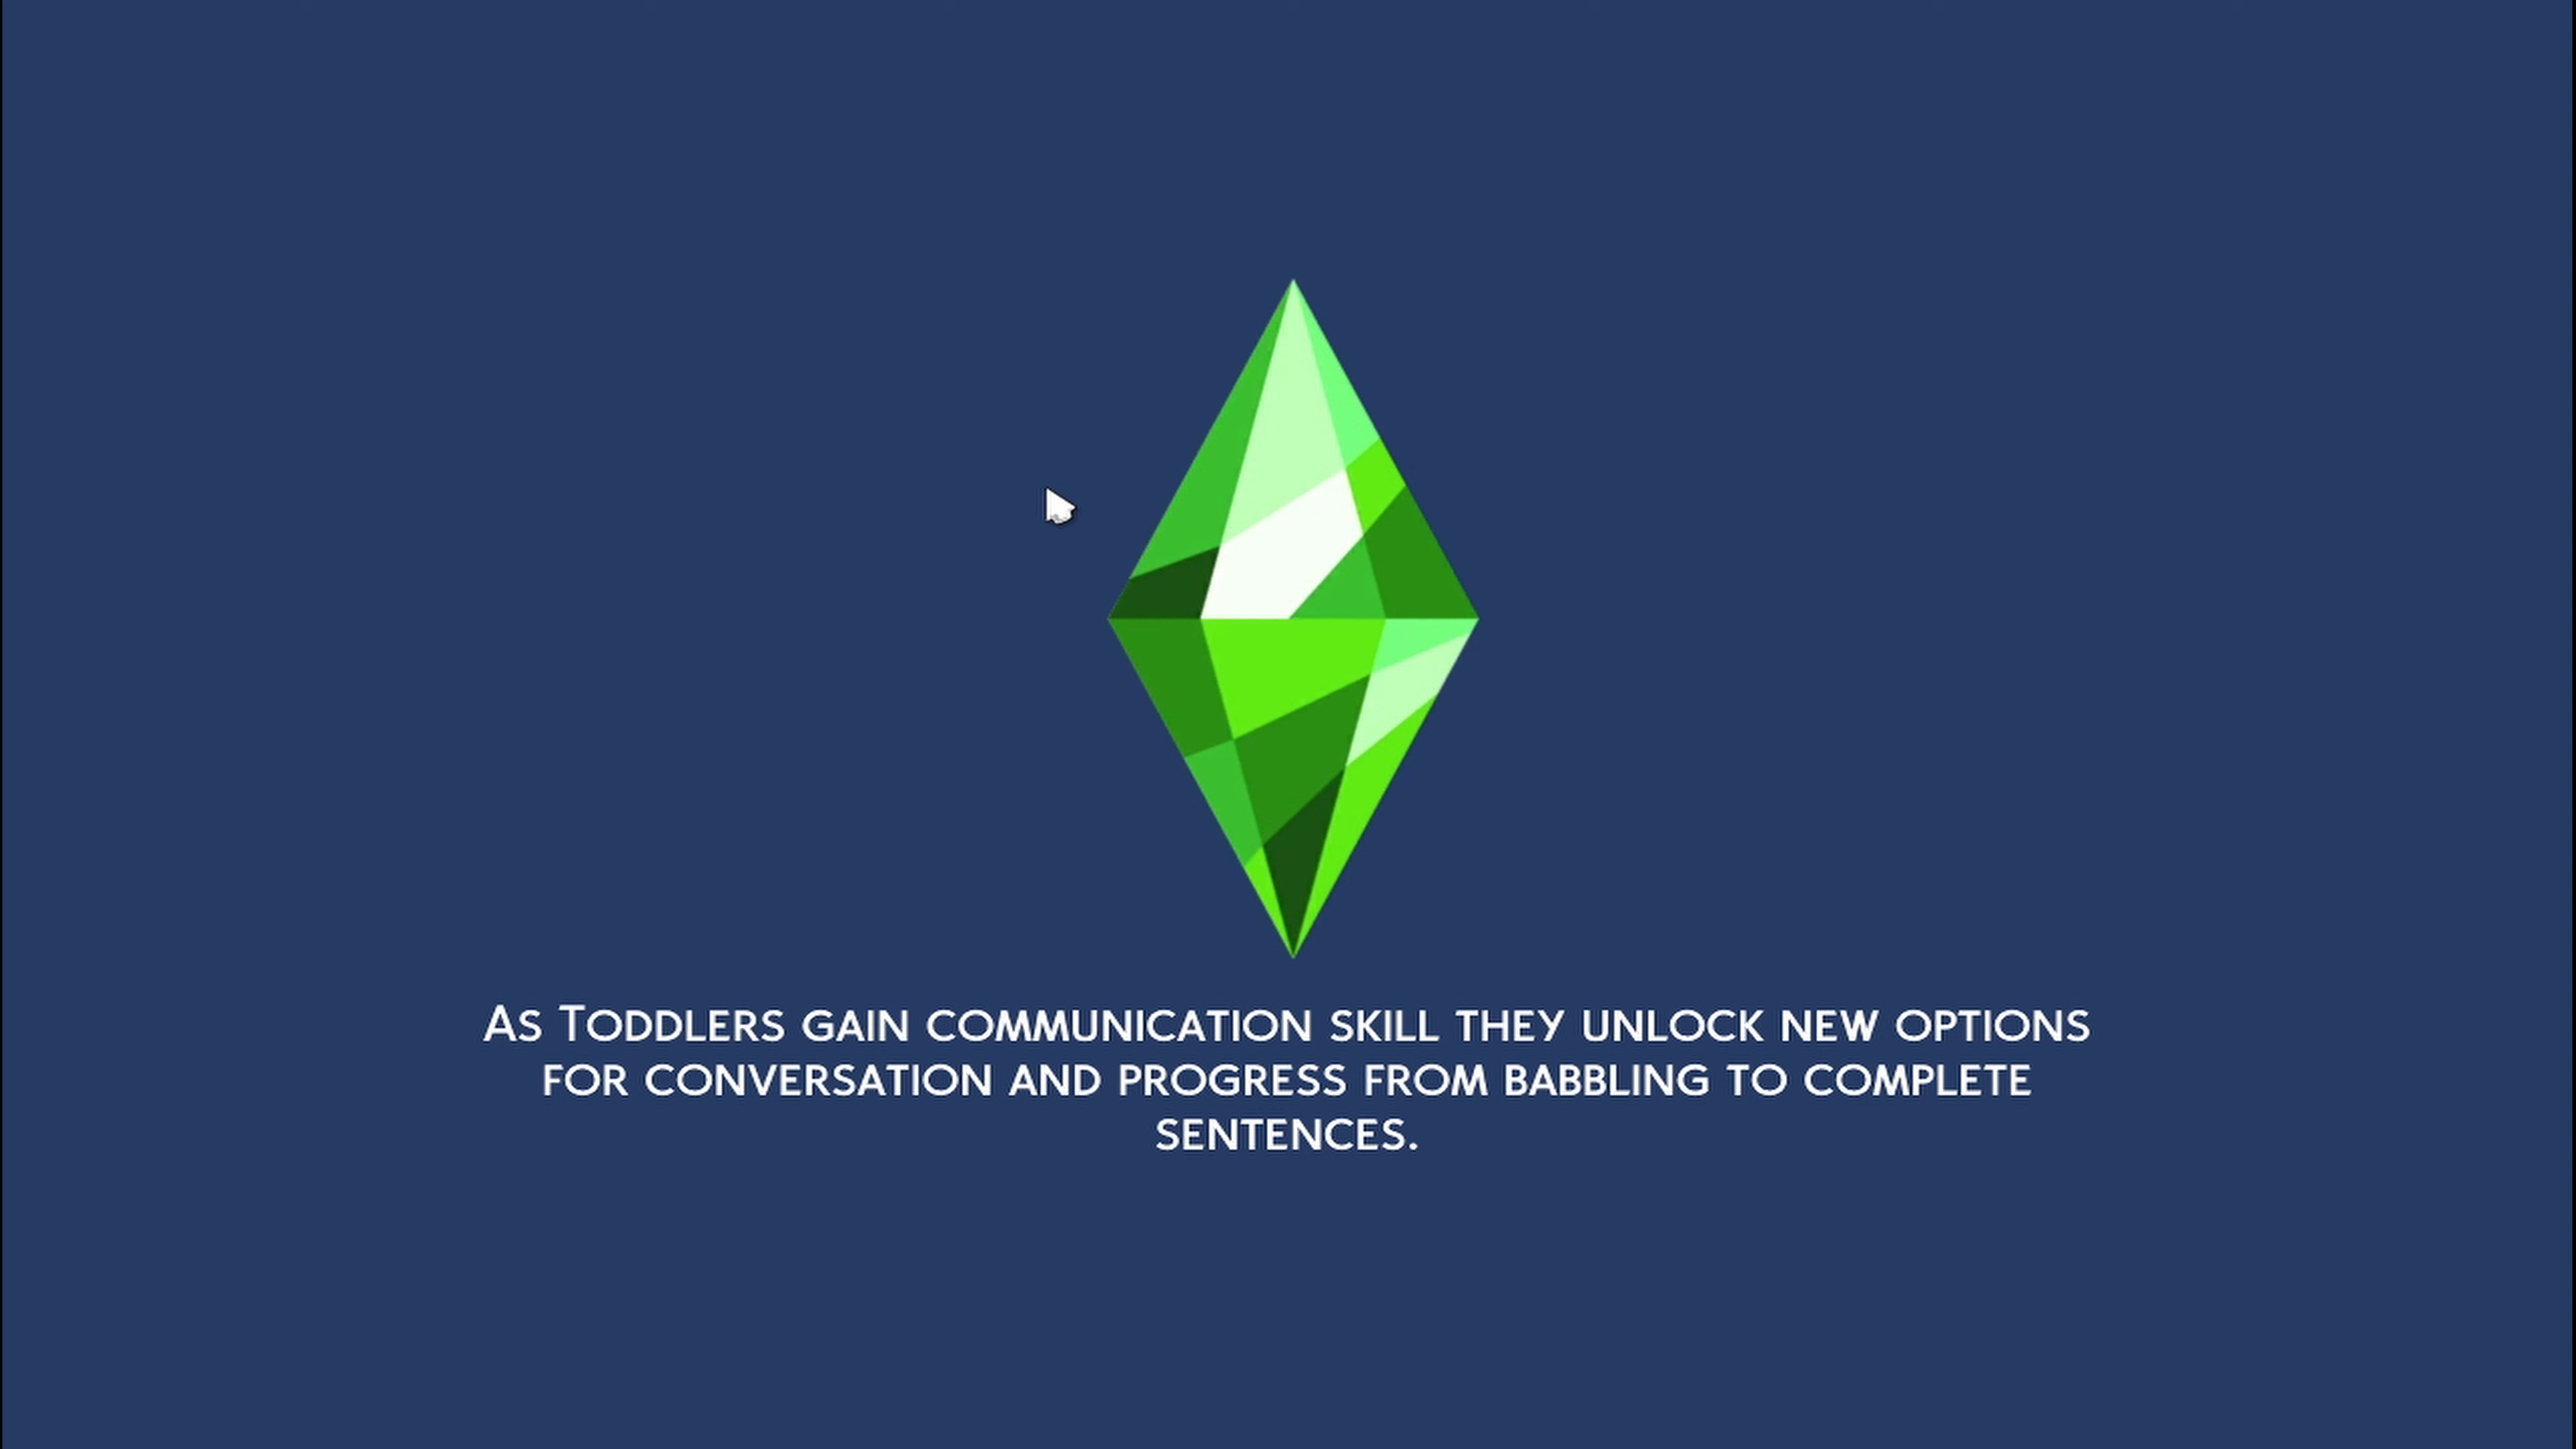 As Toddlers gain communication skill they unlock new options
for conversation and progress from babbling to complete
sentences.